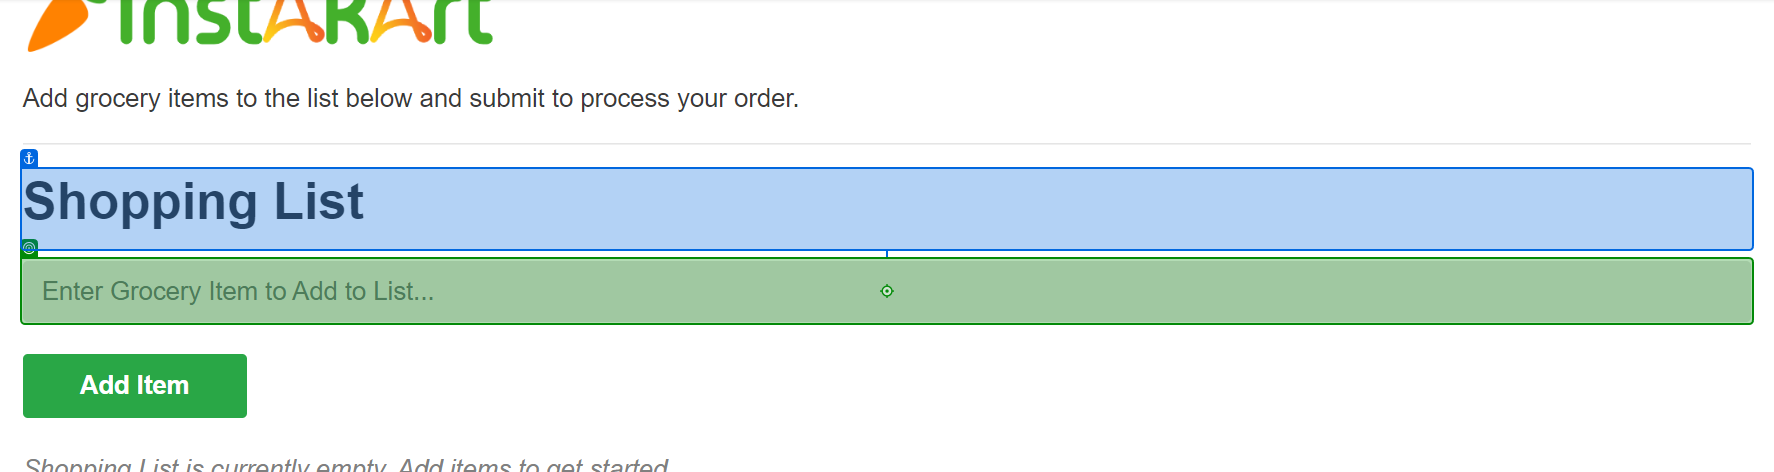 instAkArt
Add grocery items to the list below and submit to process your order.
Shopping List
Enter Grocery Item to Add to List...
Add Item
Shopping List is currently empty. Add items to get started.